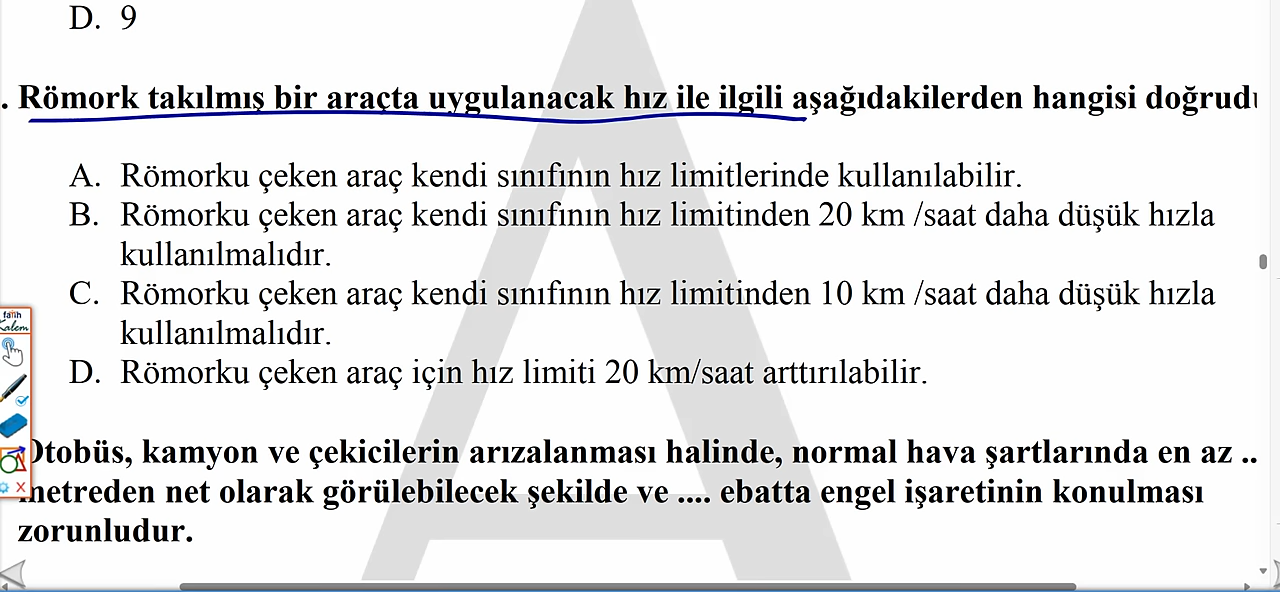 D. 9
. Römork takılmış bir araçta uygulanacak hız ile ilgili aşağıdakilerden hangisi doğrudu
A. Römorku çeken araç kendi sınıfının hız limitlerinde kullanılabilir.
B. Römorku çeken araç kendi sınıfının hız limitinden 20 km /saat daha düşük hızla
kullanılmalıdır.
C. Römorku çeken araç kendi sınıfının hız limitinden 10 km /saat daha düşük hızla
kullanılmalıdır.
D. Römorku çeken araç için hız limiti 20 km/saat arttırılabilir.
fatih
Kalem
Otobüs, kamyon ve çekicilerin arızalanması halinde, normal hava şartlarında en az ..
metreden net olarak görülebilecek şekilde ve .... ebatta engel işaretinin konulması
zorunludur.